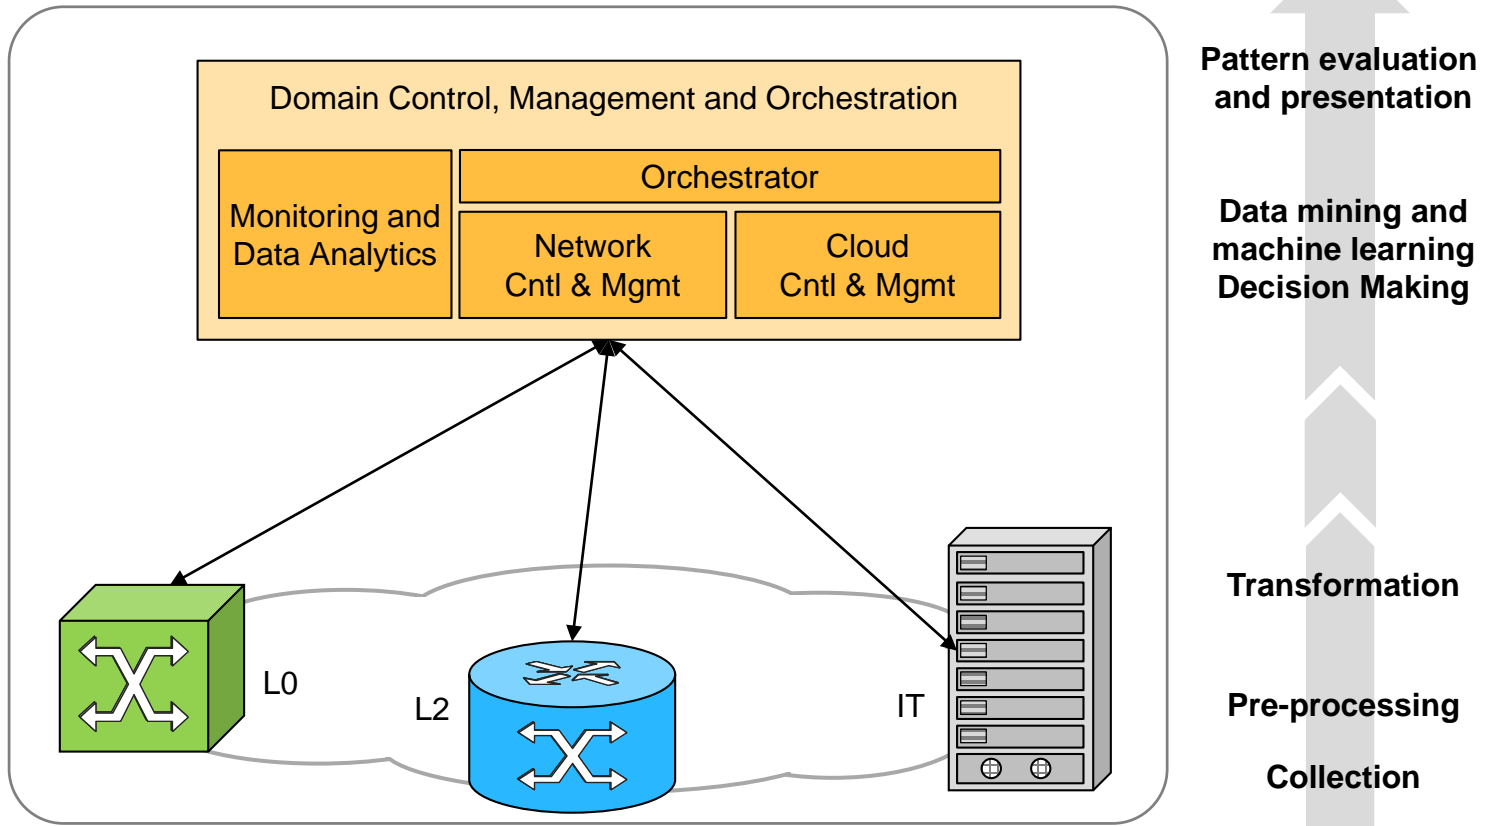 Domain Control, Management and Orchestration
Monitoring and
Data Analytics
Orchestrator
Network
Cntl & Mgmt
Cloud
Cntl & Mgmt
L0
L2
IT
Pattern evaluation
and presentation
Data mining and
machine learning
Decision Making
Transformation
Pre-processing
Collection